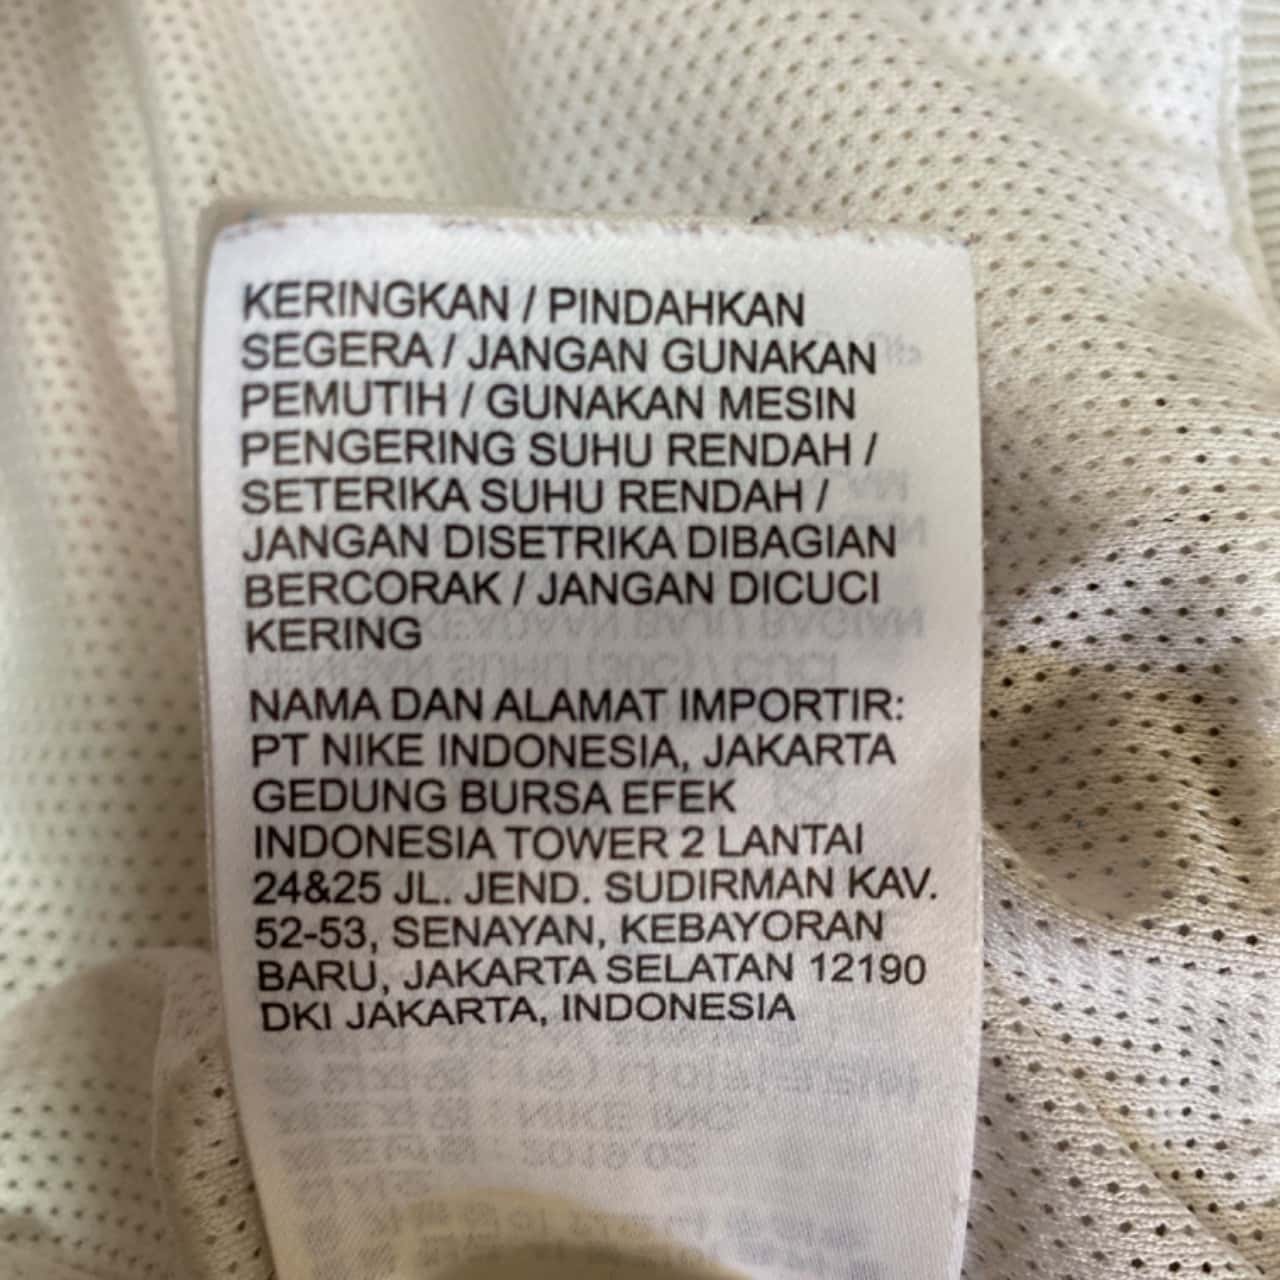 KERINGKAN / PINDAHKAN
SEGERA / JANGAN GUNAKAN
PEMUTIH / GUNAKAN MESIN
PENGERING SUHU RENDAH /
SETERIKA SUHU RENDAH /
JANGAN DISETRIKA DIBAGIAN
BERCORAK / JANGAN DICUCI
KERING
NAMA DAN ALAMAT IMPORTIR:
PT NIKE INDONESIA, JAKARTA
GEDUNG BURSA EFEK
INDONESIA TOWER 2 LANTAI
24&25 JL. JEND. SUDIRMAN KAV.
52-53, SENAYAN, KEBAYORAN
BARU, JAKARTA SELATAN 12190
DKI JAKARTA, INDONESIA